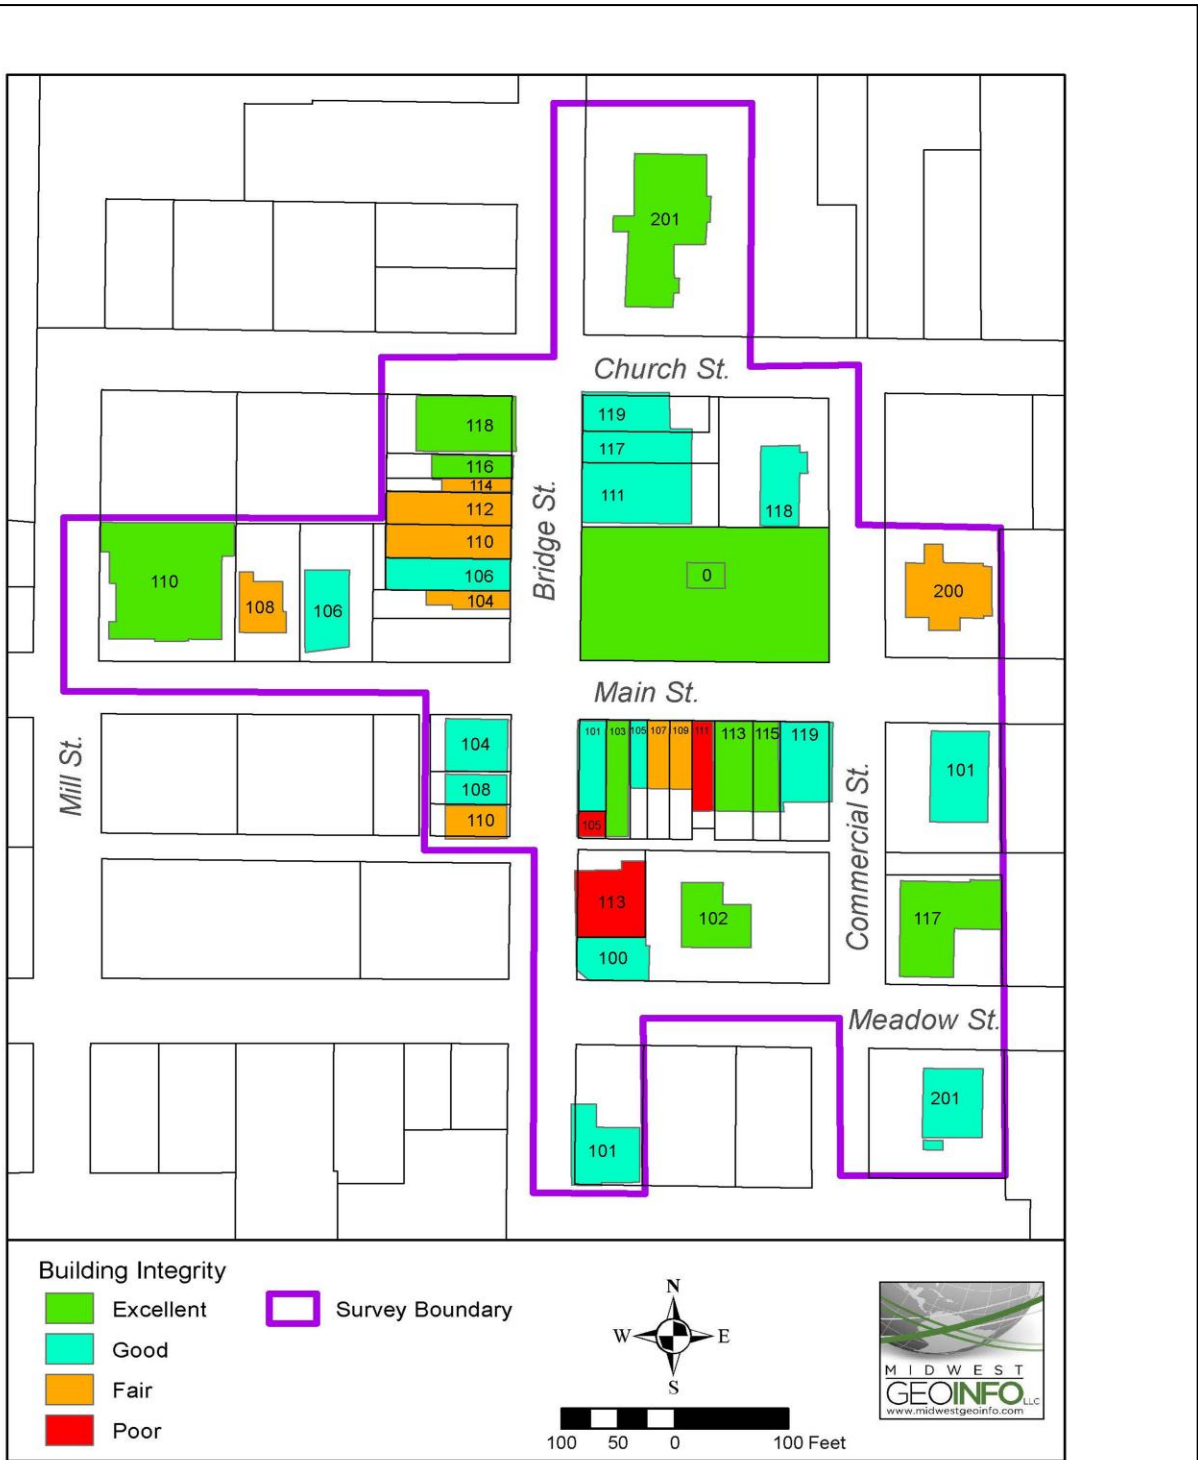 201
Church St.
118
119
116
117
114
112
111
118
Bridge St.
110
110
0
106
200
108
106
104
Main St.
104
101
103
105
107
109
111
113
115
119
Mill St.
108
101
110
105
Commercial St.
113
102
117
100
Meadow St.
201
101
Building Integrity
Excellent
Survey Boundary
Good
Fair
Poor
N
W
E
S
100 50 0 100 Feet
MIDWEST
GEOINFO LLC
www.midwestgeoinfo.com